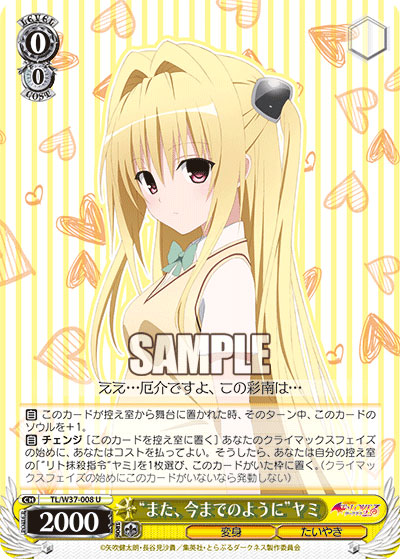 LEVEL
0
0
COST
SAMPLE
ええ…厄介ですよ、この彩南は…
このカードが控え室から舞台に置かれた時、そのターン中、このカードの
ソウルを+1。
チェンジ [このカードを控え室に置く] あなたのクライマックスフェイズ
の始めに、あなたはコストを払ってよい。そうしたら、あなたは自分の控え室
の「“リト抹殺指令”ヤミ」を1枚選び、このカードがいた枠に置く。(クライマッ
クスフェイズの始めにこのカードが控え室にいるなら発動しない)
CH
TL/W37-008 U
2000
“また、今までのように”ヤミ
変身
たいやき
©矢吹健太朗・長谷見沙貴/集英社・とらぶるダークネス製作委員会